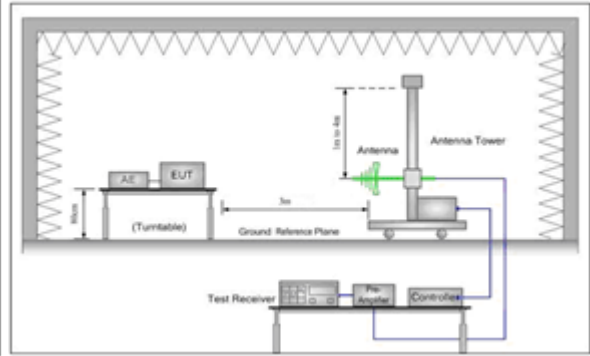 1m to 4m
Antenna
Antenna Tower
AE
EUT
80cm
3m
(Turntable)
Ground Reference Plane
Test Receiver
Pre-
Amplifier
Controller